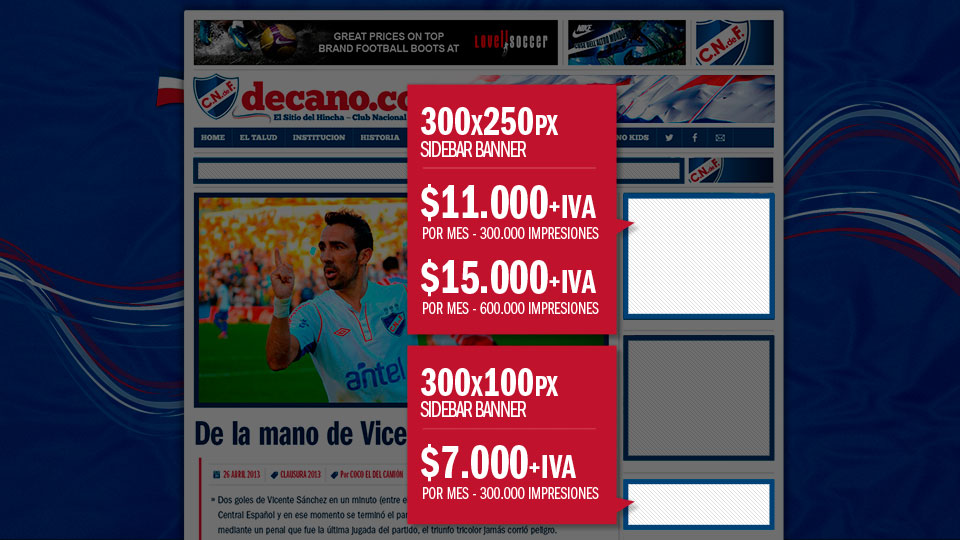 GREAT PRICES ON TOP
BRAND FOOTBALL BOOTS AT
Lovell soccer
NIKE
C.N. de F.
C.N. de F.
decano.co
El Sitio del Hincha – Club Nacional
HOME
EL TALUD
INSTITUCION
HISTORIA
NO KIDS
C.N. de F.
300X250PX
SIDEBAR BANNER
$11.000+IVA
POR MES - 300.000 IMPRESIONES
$15.000+IVA
POR MES - 600.000 IMPRESIONES
300X100PX
SIDEBAR BANNER
$7.000+IVA
POR MES - 300.000 IMPRESIONES
antel
De la mano de Vice
26 ABRIL 2013
CLAUSURA 2013
Por COCO EL DEL CAMIÓN
Dos goles de Vicente Sánchez en un minuto (entre e
Central Español y en ese momento se terminó el par
mediante un penal que fue la última jugada del partido, el triunfo tricolor jamás corrió peligro.